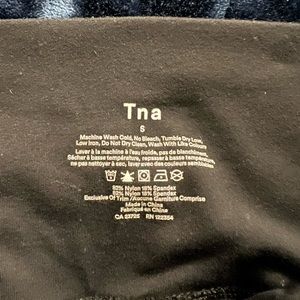 Tna
S
Machine Wash Cold, No Bleach, Tumble Dry Low,
Low Iron, Do Not Dry Clean, Wash With Like Colours
Laver à la machine à l'eau froide, pas de blanchiment
Sécher à basse température, repasser à basse température,
ne pas nettoyer à sec, laver avec des couleurs semblables
82% Nylon 18% Spandex
82% Nylon 18% Spandex
Exclusive Of Trim /Aucune Garniture Comprise
Made in China
Fabriqué en Chine
CA 23725 RN 122354